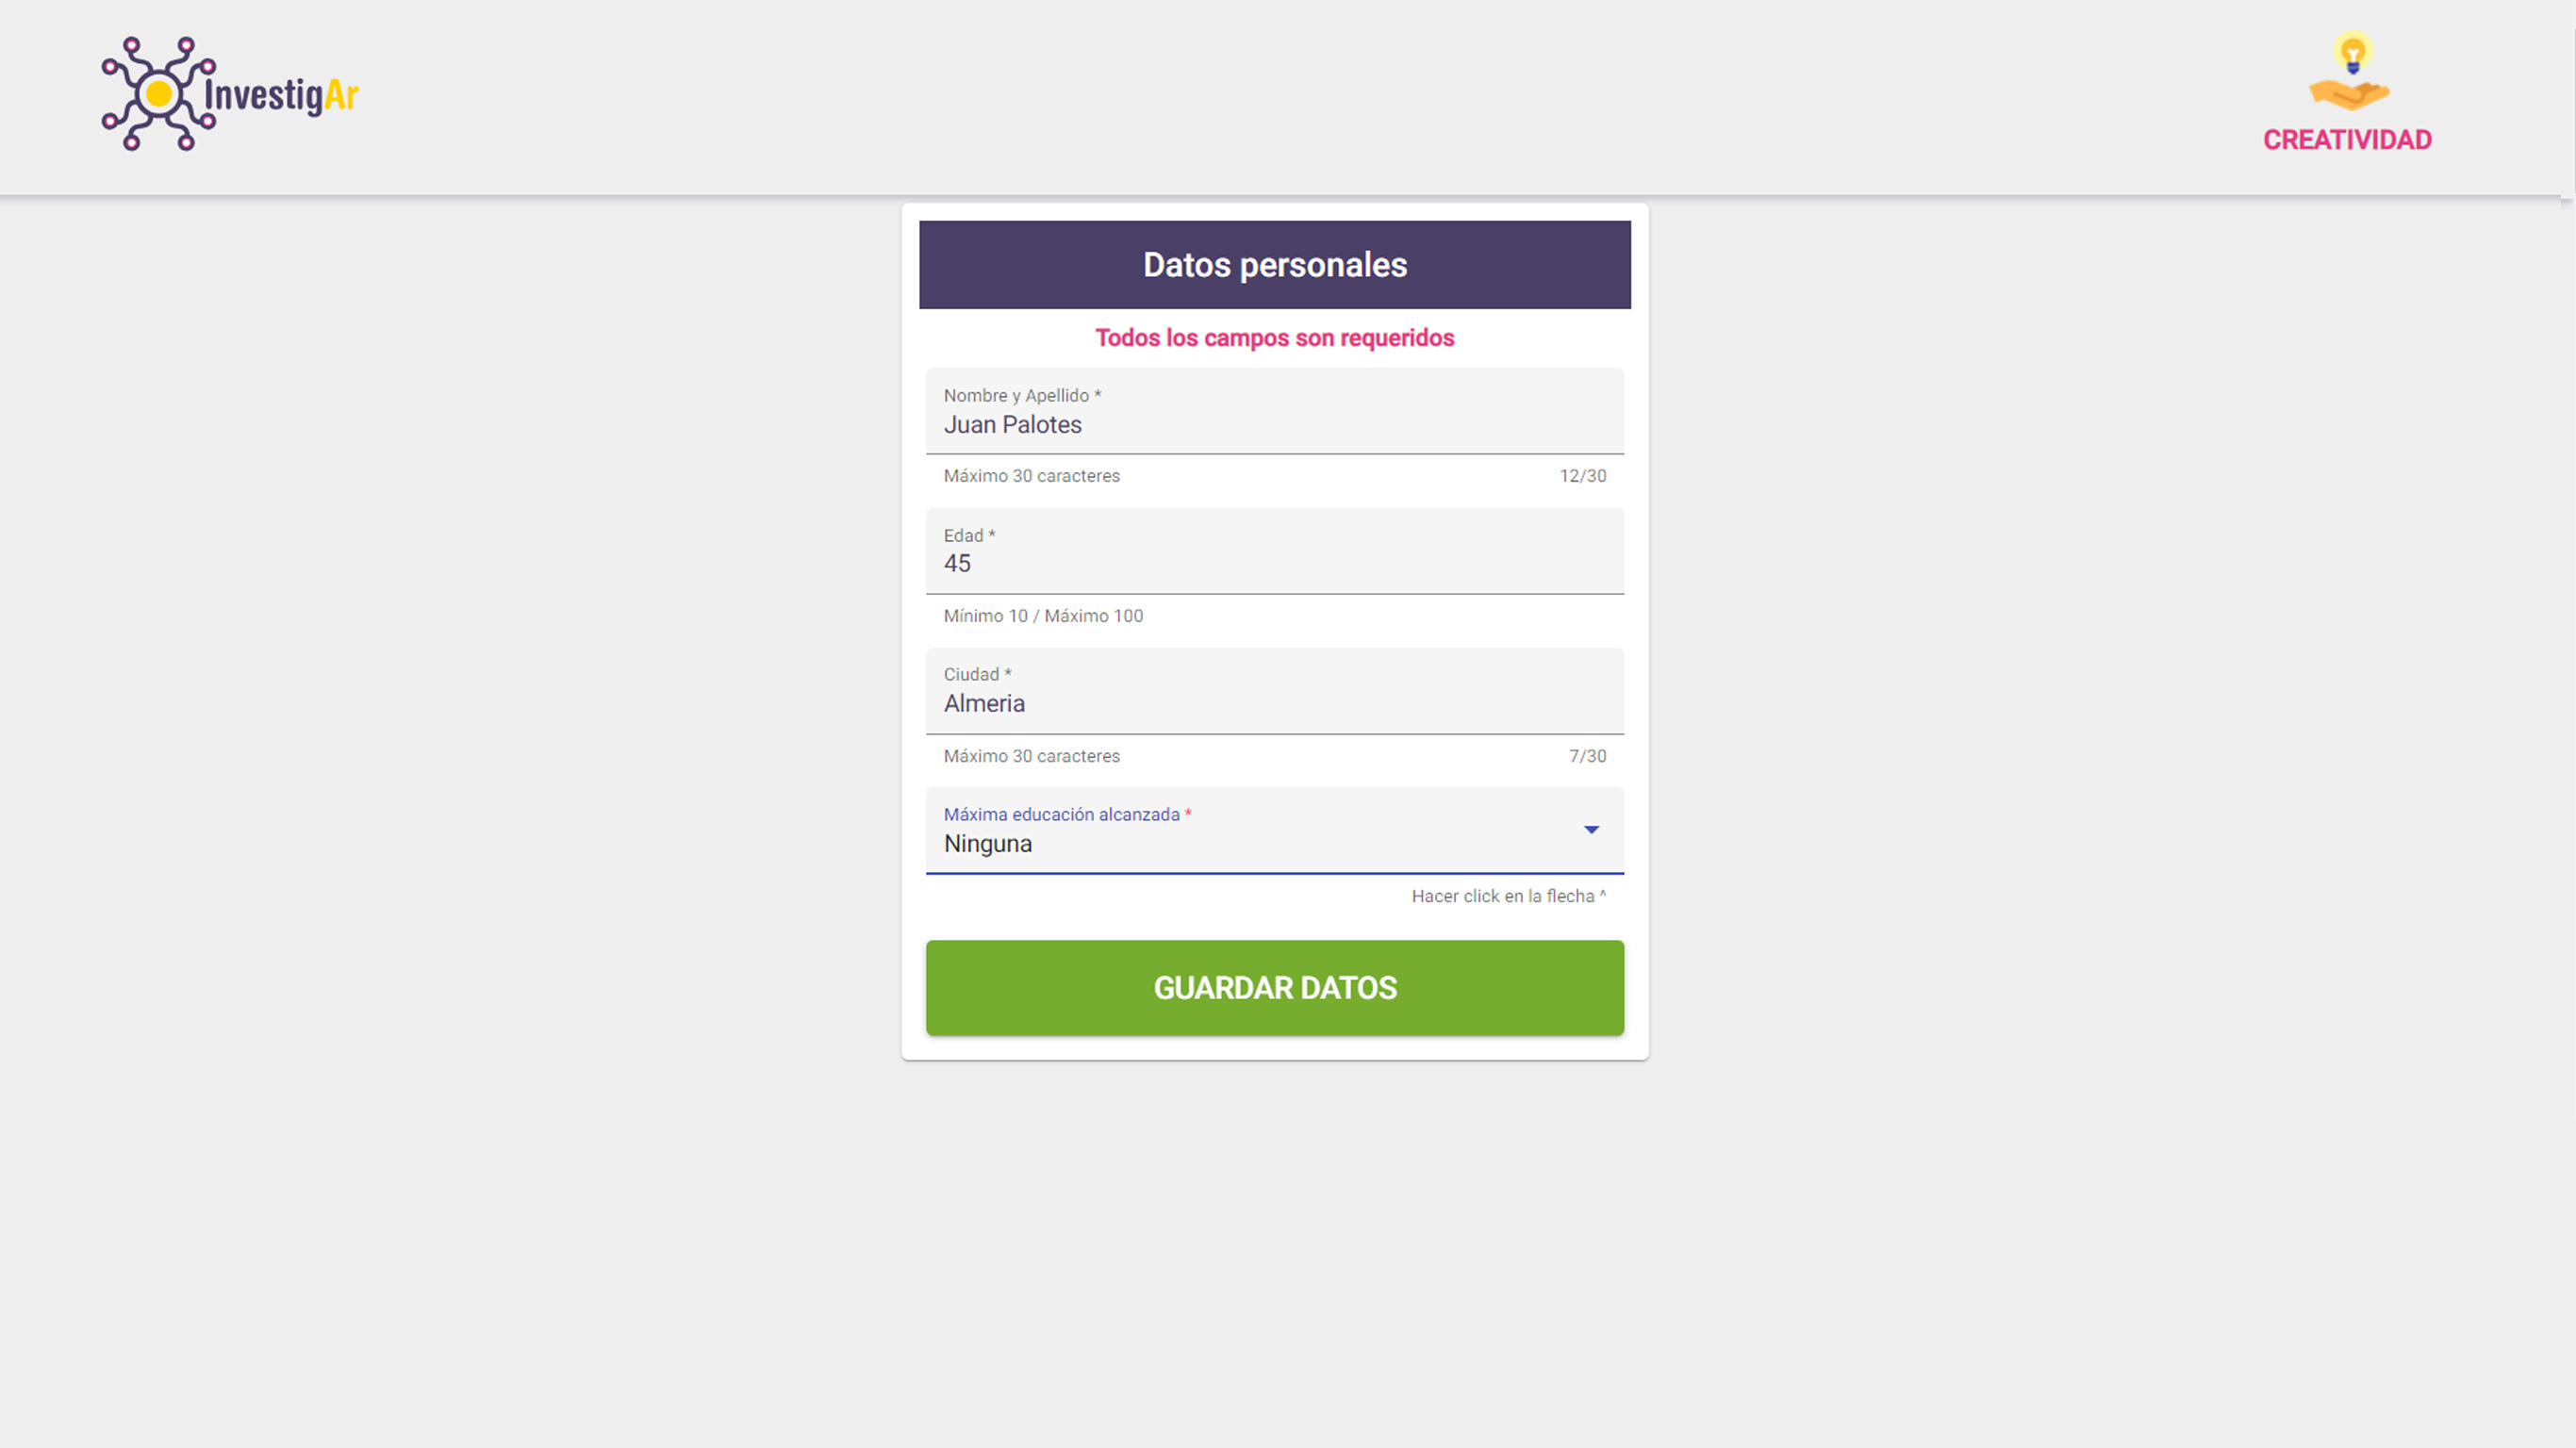 InvestigAr
CREATIVIDAD
Datos personales
Todos los campos son requeridos
Nombre y Apellido *
Juan Palotes
Máximo 30 caracteres 12/30
Edad *
45
Mínimo 10 / Máximo 100
Ciudad *
Almeria
Máximo 30 caracteres 7/30
Máxima educación alcanzada *
Ninguna
Hacer click en la flecha ^
GUARDAR DATOS